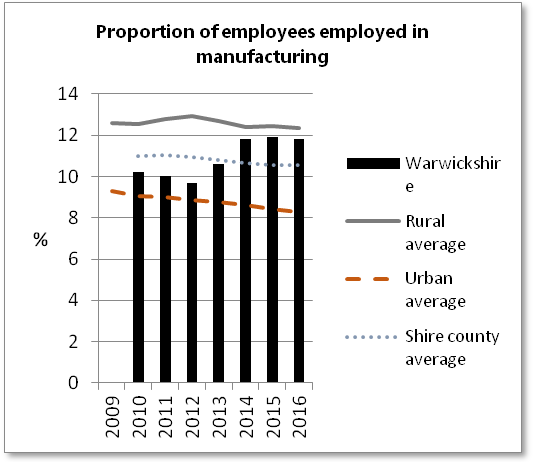 Proportion of employees employed in
manufacturing
14
12
10
8
6
4
2
0
%
2009
2010
2011
2012
2013
2014
2015
2016
Warwickshir
e
Rural
average
Urban
average
Shire county
average